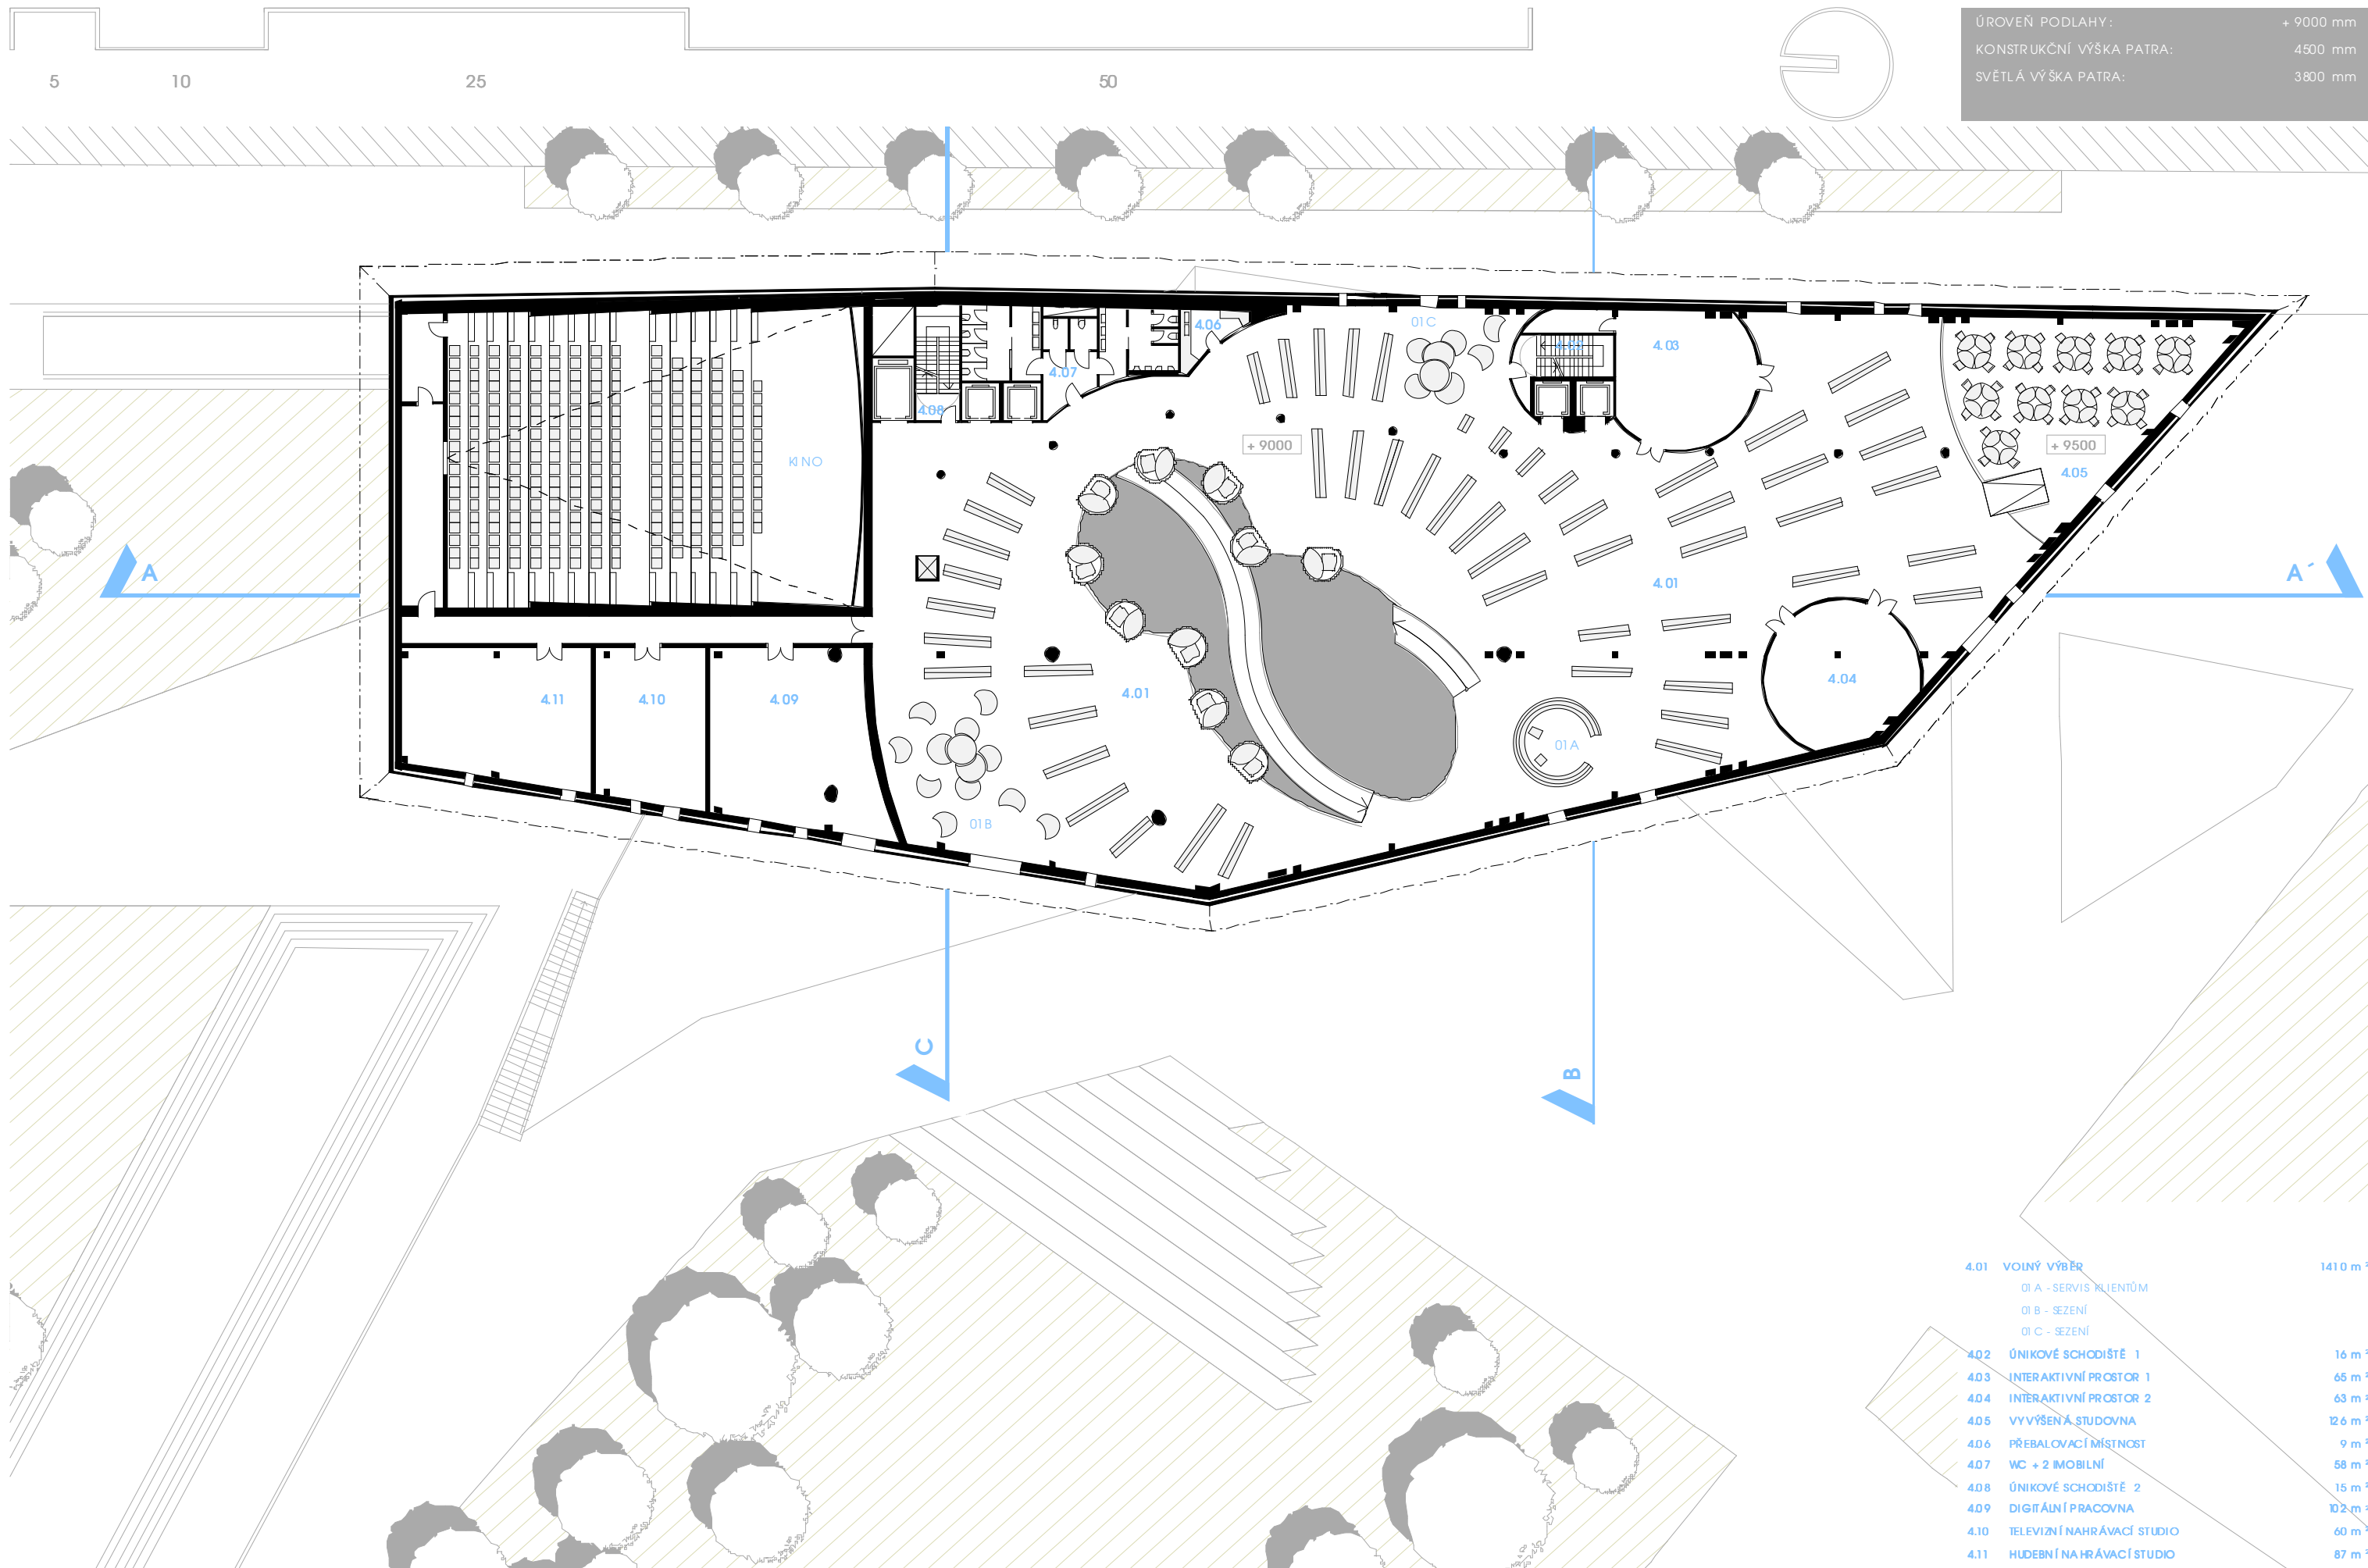 ÚROVEŇ PODLAHY: + 9000 mm
KONSTRUKČNÍ VÝŠKA PATRA: 4500 mm
SVĚTLÁ VÝŠKA PATRA: 3800 mm
5 10 25 50
4.06
01C
4.02
4.03
4.07
4.08
+ 9000
+ 9500
4.05
KINO
A
A´
4.01
4.11
4.10
4.09
4.01
4.04
01A
01B
C
B
4.01 VOLNÝ VÝBĚR 1410 m²
01 A - SERVIS KLIENTŮM
01 B - SEZENÍ
01 C - SEZENÍ
4.02 ÚNIKOVÉ SCHODIŠTĚ 1 16 m²
4.03 INTERAKTIVNÍ PROSTOR 1 65 m²
4.04 INTERAKTIVNÍ PROSTOR 2 63 m²
4.05 VYVÝŠENÁ STUDOVNA 126 m²
4.06 PŘEBALOVACÍ MÍSTNOST 9 m²
4.07 WC + 2 IMOBILNÍ 58 m²
4.08 ÚNIKOVÉ SCHODIŠTĚ 2 15 m²
4.09 DIGITÁLNÍ PRACOVNA 102 m²
4.10 TELEVIZNÍ NAHRÁVACÍ STUDIO 60 m²
4.11 HUDEBNÍ NAHRÁVACÍ STUDIO 87 m²